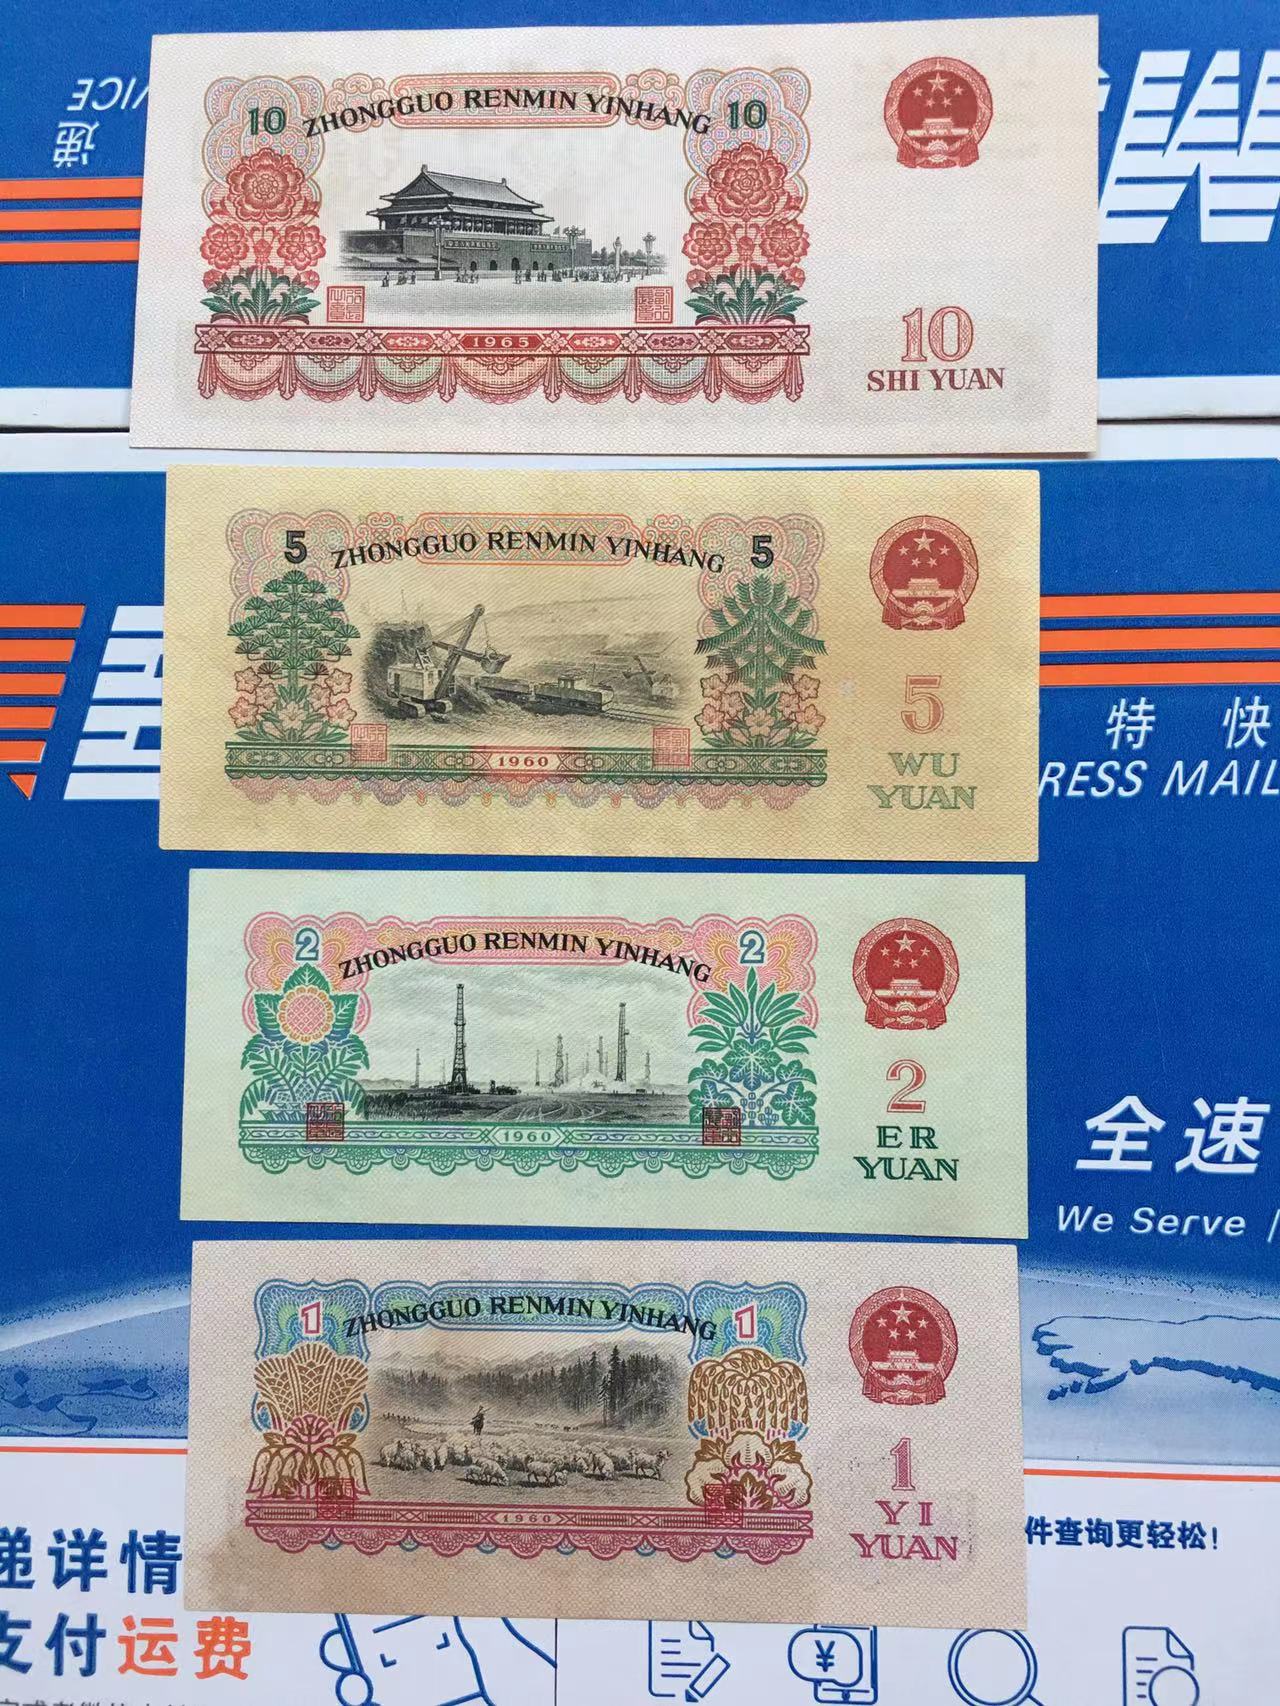 10 ZHONGGUO RENMIN YINHANG 10
1965
10
SHI YUAN
5 ZHONGGUO RENMIN YINHANG 5
1960
5
WU
YUAN
2 ZHONGGUO RENMIN YINHANG 2
1960
2
ER
YUAN
1 ZHONGGUO RENMIN YINHANG 1
1960
1
YI
YUAN
VICE
递
特 快
RESS MAIL
全速
We Serve
件查询更轻松!
递详情
支付运费
¥